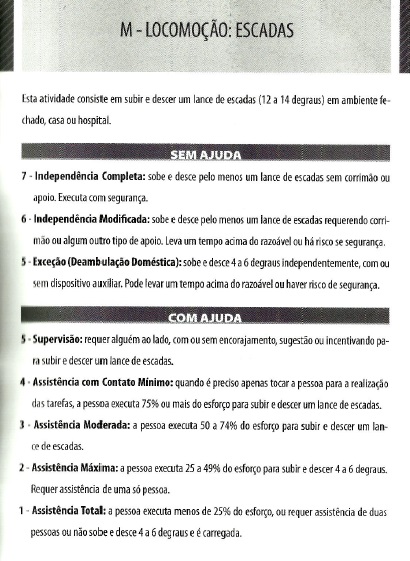 M - LOCOMOÇÃO: ESCADAS
Esta atividade consiste em subir e descer um lance de escadas (12 a 14 degraus) em ambiente fe-
chado, casa ou hospital.
SEM AJUDA
7 - Independência Completa: sobe e desce pelo menos um lance de escadas sem corrimão ou
apoio. Executa com segurança.
6 - Independência Modificada: sobe e desce pelo menos um lance de escadas requerendo corri-
mão ou algum outro tipo de apoio. Leva um tempo acima do razoável ou há risco se segurança.
5 - Exceção (Deambulação Doméstica): sobe e desce 4 a 6 degraus independentemente, com ou
sem dispositivo auxiliar. Pode levar um tempo acima do razoável ou haver risco de segurança.
COM AJUDA
5 - Supervisão: requer alguém ao lado, com ou sem encorajamento, sugestão ou incentivando pa-
ra subir e descer um lance de escadas.
4 - Assistência com Contato Mínimo: quando é preciso apenas tocar a pessoa para a realização
das tarefas, a pessoa executa 75% ou mais do esforço para subir e descer um lance de escadas.
3 - Assistência Moderada: a pessoa executa 50 a 74% do esforço para subir e descer um lan-
ce de escadas.
2 - Assistência Máxima: a pessoa executa 25 a 49% do esforço para subir e descer 4 a 6 degraus.
Requer assistência de uma só pessoa.
1 - Assistência Total: a pessoa executa menos de 25% do esforço, ou requer assistência de duas
pessoas ou não sobe e desce 4 a 6 degraus e é carregada.